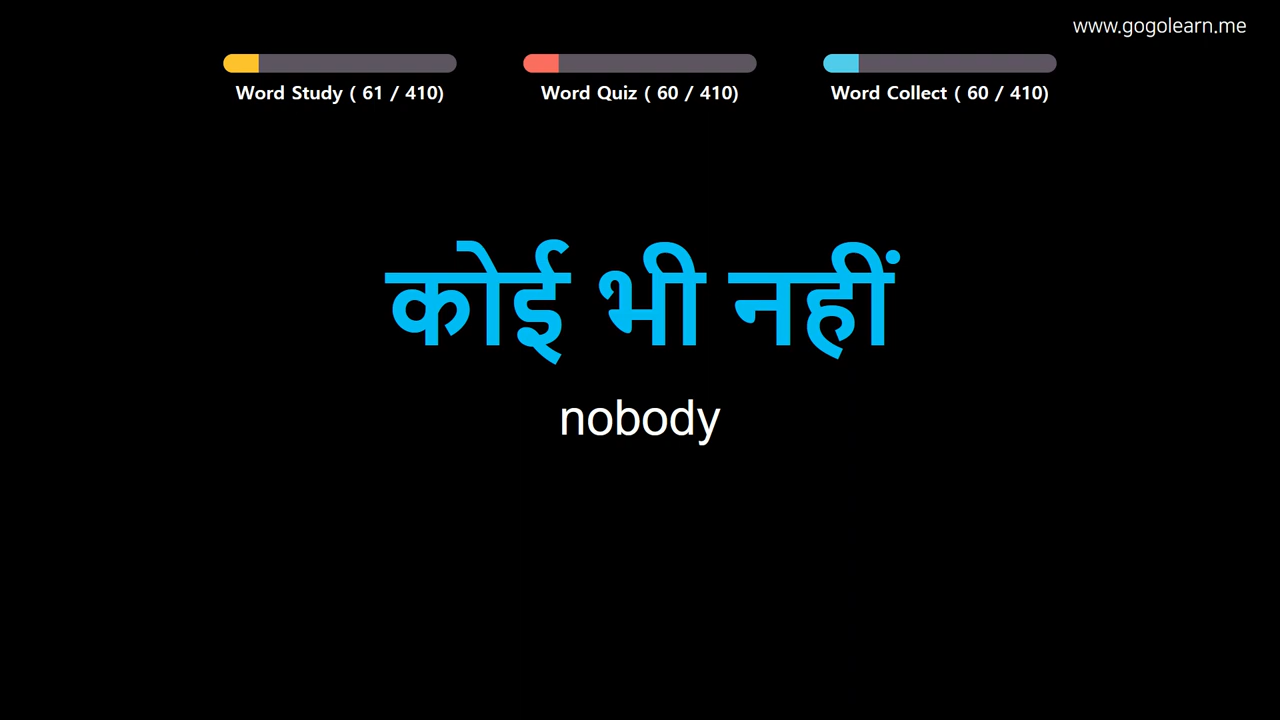 www.gogolearn.me
Word Study ( 61 / 410)
Word Quiz ( 60 / 410)
Word Collect ( 60 / 410)
कोई भी नहीं
nobody